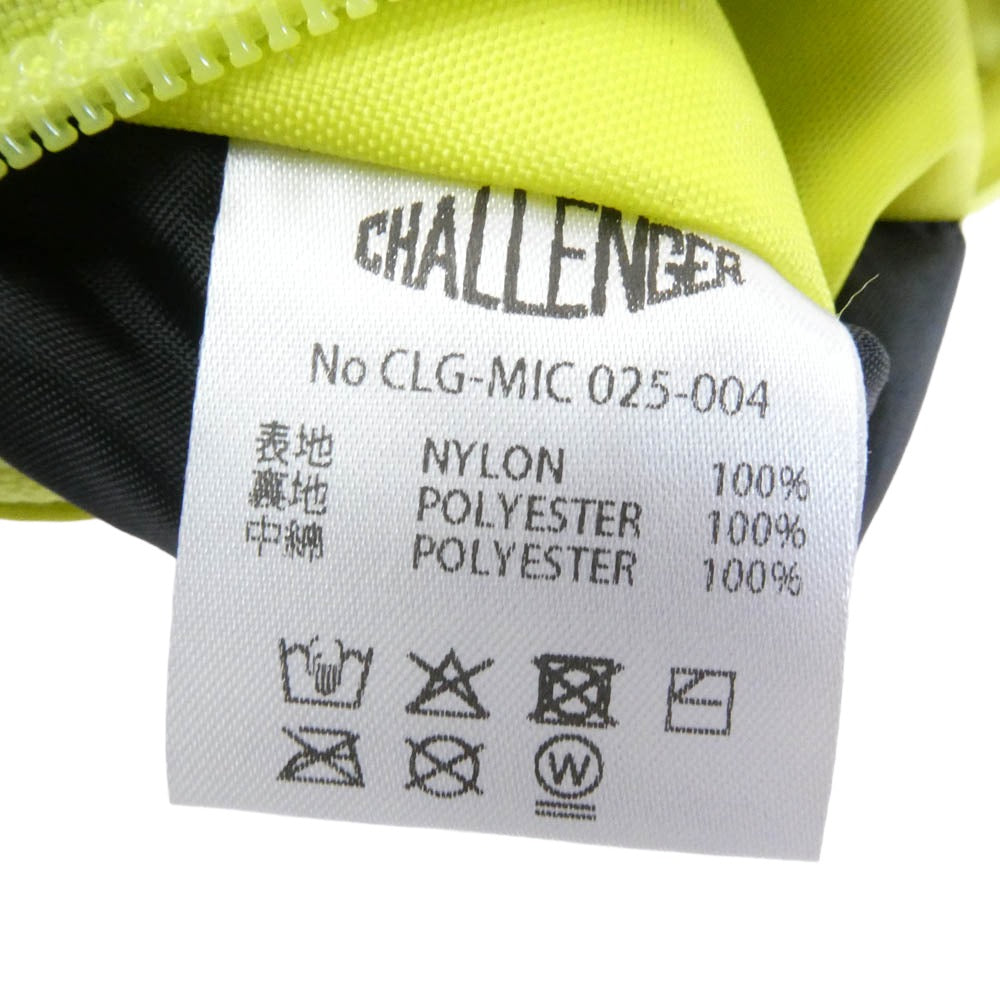 CHALLENGER
No CLG-MIC 025-004
表地 NYLON 100%
裏地 POLYESTER 100%
中綿 POLYESTER 100%
W